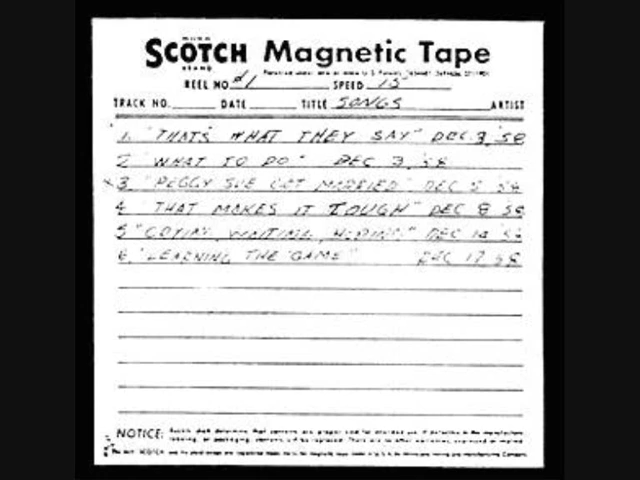 SCOTCH Magnetic Tape
BRAND
REEL NO. #1 SPEED 15
TRACK NO. DATE TITLE SONGS ARTIST
1. "THATS WHAT THEY SAY" DEC 3, '58
2 "WHAT TO DO" DEC 3, '58
x 3. "PEGGY SUE GOT MARRIED" DEC 5 '58
4 "THAT MAKES IT TOUGH" DEC 8 '58
5 "CRYING, WAITING, HOPING" DEC 14 '58
6. "LEARNING THE GAME" DEC 17 '58
NOTICE: